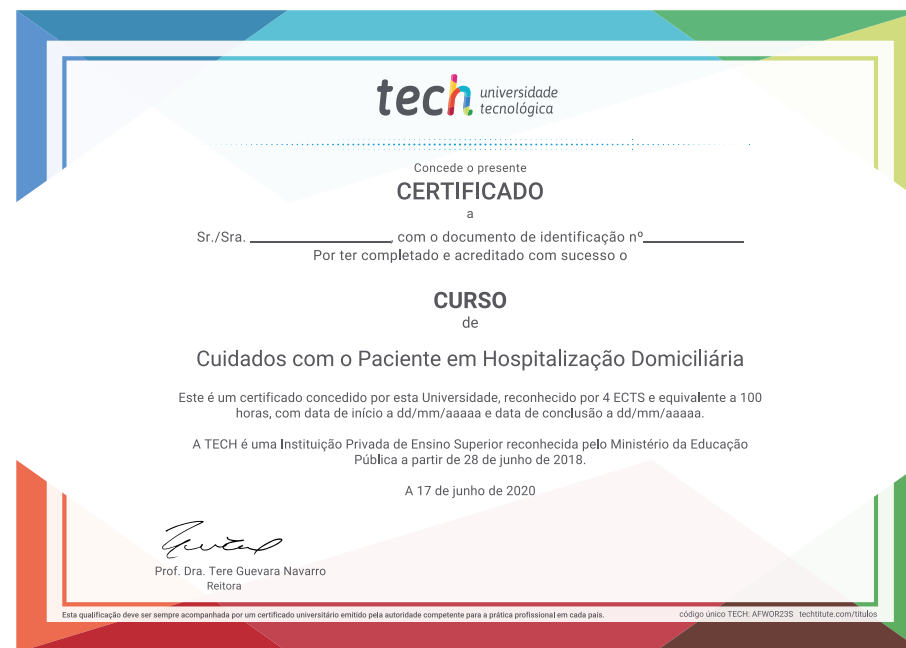 tech universidade
tecnológica
Concede o presente
CERTIFICADO
a
Sr./Sra. ____________, com o documento de identificação nº____________
Por ter completado e acreditado com sucesso o
CURSO
de
Cuidados com o Paciente em Hospitalização Domiciliária
Este é um certificado concedido por esta Universidade, reconhecido por 4 ECTS e equivalente a 100
horas, com data de início a dd/mm/aaaaa e data de conclusão a dd/mm/aaaaa.
A TECH é uma Instituição Privada de Ensino Superior reconhecida pelo Ministério da Educação
Pública a partir de 28 de junho de 2018.
A 17 de junho de 2020
Prof. Dra. Tere Guevara Navarro
Reitora
Esta qualificação deve ser sempre acompanhada por um certificado universitário emitido pela autoridade competente para a prática profissional em cada país.
código único TECH: AFWOR23S techtitute.com/titulos